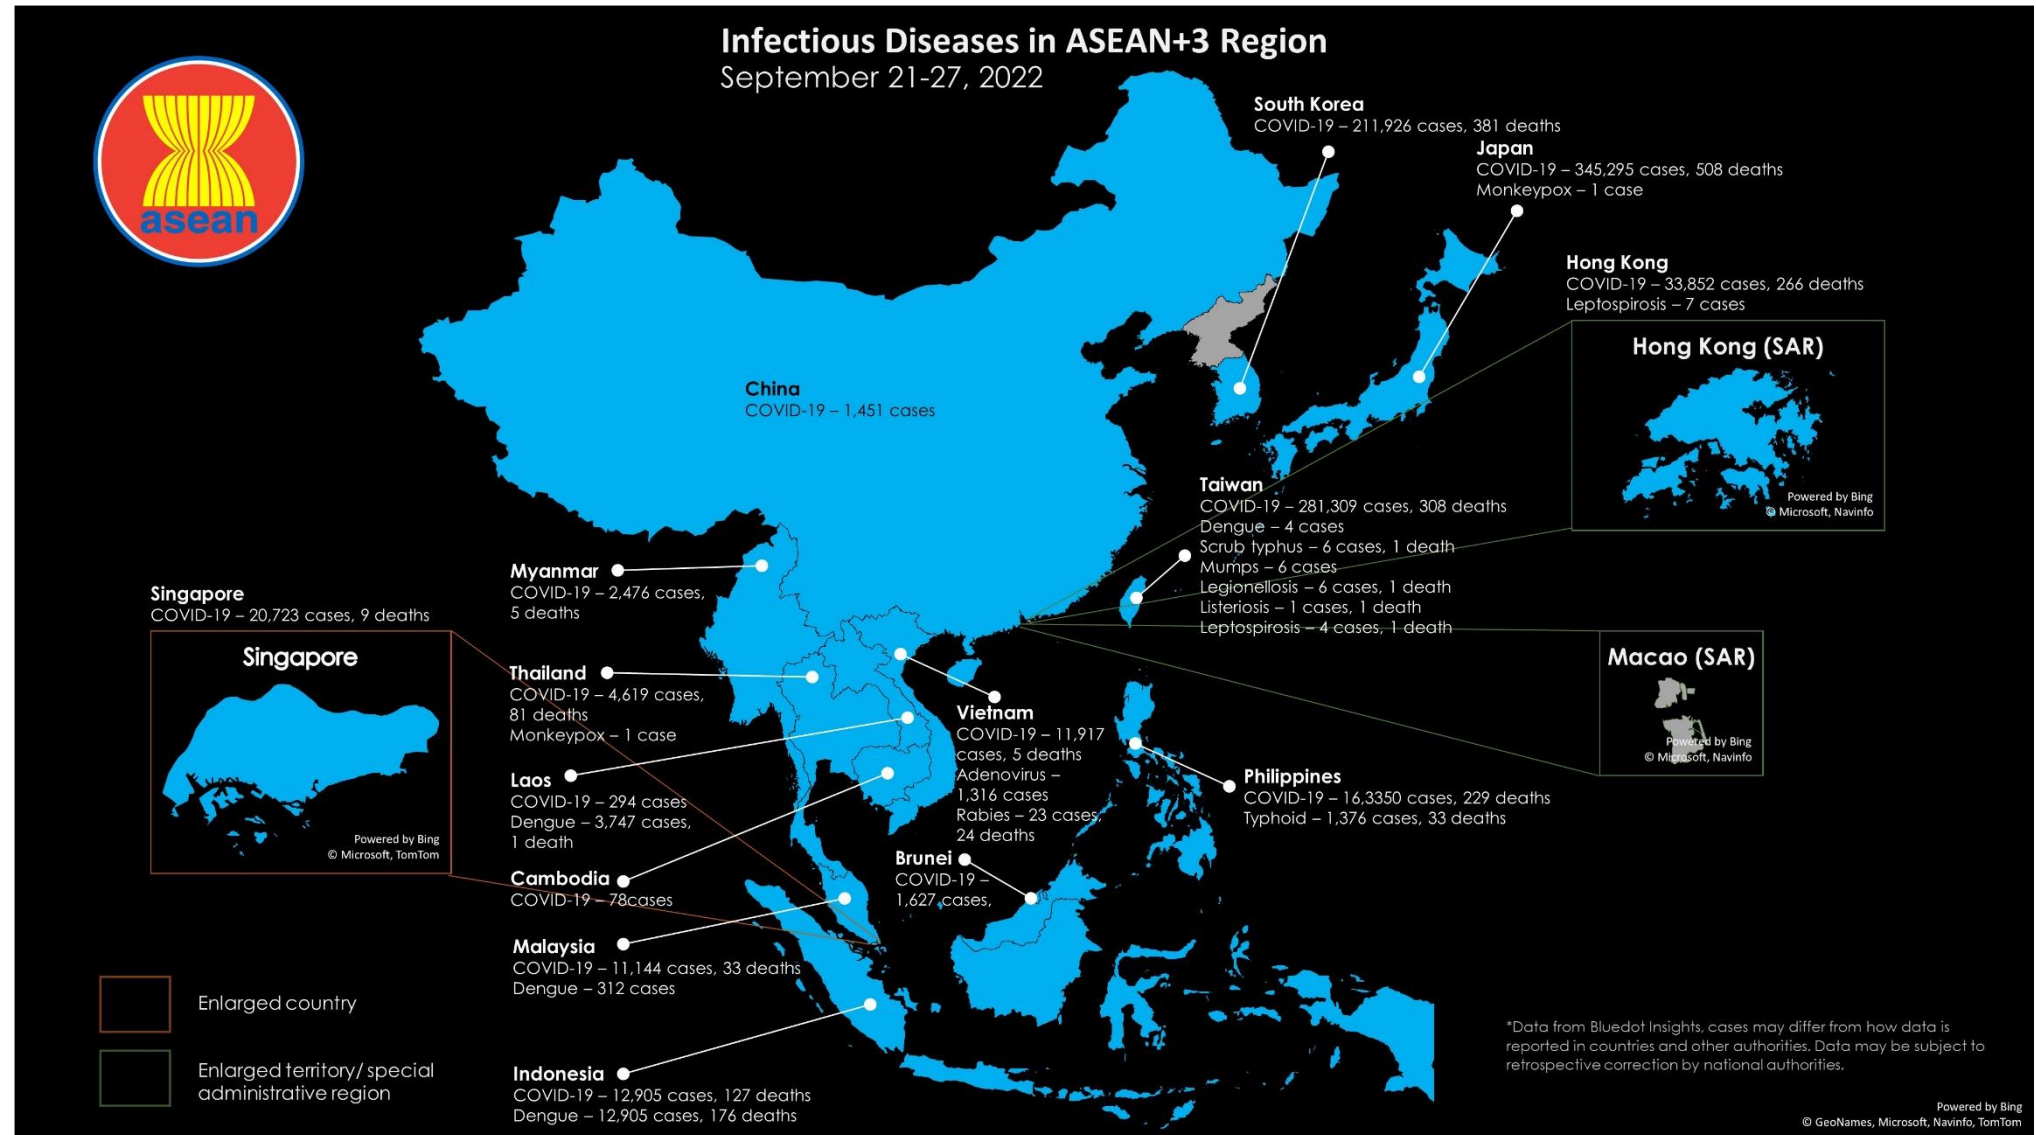 Infectious Diseases in ASEAN+3 Region
September 21-27, 2022
asean
South Korea
COVID-19 – 211,926 cases, 381 deaths
Japan
COVID-19 – 345,295 cases, 508 deaths
Monkeypox – 1 case
Hong Kong
COVID-19 – 33,852 cases, 266 deaths
Leptospirosis – 7 cases
Hong Kong (SAR)
Powered by Bing
© Microsoft, Navinfo
China
COVID-19 – 1,451 cases
Taiwan
COVID-19 – 281,309 cases, 308 deaths
Dengue – 4 cases
Scrub typhus – 6 cases, 1 death
Mumps – 6 cases
Legionellosis – 6 cases, 1 death
Listeriosis – 1 cases, 1 death
Leptospirosis – 4 cases, 1 death
Myanmar
COVID-19 – 2,476 cases,
5 deaths
Singapore
COVID-19 – 20,723 cases, 9 deaths
Singapore
Powered by Bing
© Microsoft, TomTom
Macao (SAR)
Powered by Bing
© Microsoft, Navinfo
Thailand
COVID-19 – 4,619 cases,
81 deaths
Monkeypox – 1 case
Vietnam
COVID-19 – 11,917
cases, 5 deaths
Adenovirus –
1,316 cases
Rabies – 23 cases,
24 deaths
Laos
COVID-19 – 294 cases
Dengue – 3,747 cases,
1 death
Philippines
COVID-19 – 16,3350 cases, 229 deaths
Typhoid – 1,376 cases, 33 deaths
Cambodia
COVID-19 – 78cases
Brunei
COVID-19 –
1,627 cases,
Malaysia
COVID-19 – 11,144 cases, 33 deaths
Dengue – 312 cases
Indonesia
COVID-19 – 12,905 cases, 127 deaths
Dengue – 12,905 cases, 176 deaths
Enlarged country
Enlarged territory/ special
administrative region
*Data from Bluedot Insights, cases may differ from how data is
reported in countries and other authorities. Data may be subject to
retrospective correction by national authorities.
Powered by Bing
© GeoNames, Microsoft, Navinfo, TomTom